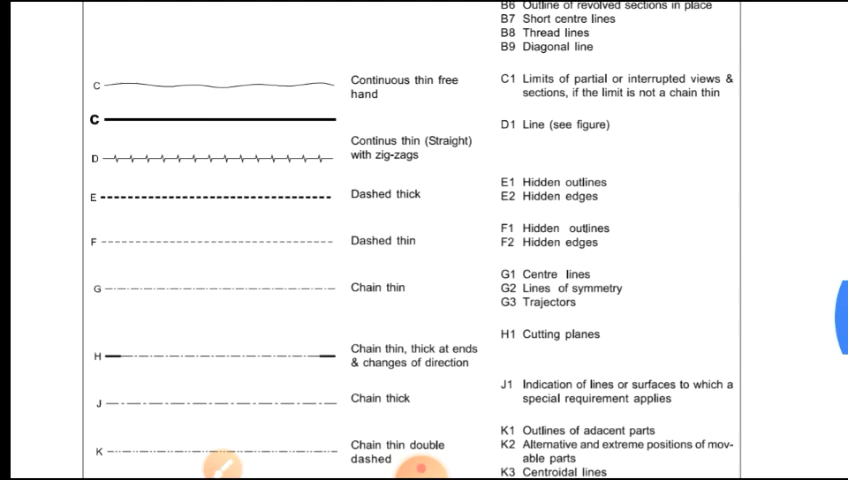 B6 Outline of revolved sections in place
B7 Short centre lines
B8 Thread lines
B9 Diagonal line
C
Continuous thin free
hand
C1 Limits of partial or interrupted views &
sections, if the limit is not a chain thin
C
D1 Line (see figure)
D
Continus thin (Straight)
with zig-zags
E
Dashed thick
E1 Hidden outlines
E2 Hidden edges
F
Dashed thin
F1 Hidden outlines
F2 Hidden edges
G
Chain thin
G1 Centre lines
G2 Lines of symmetry
G3 Trajectors
H
Chain thin, thick at ends
& changes of direction
H1 Cutting planes
J
Chain thick
J1 Indication of lines or surfaces to which a
special requirement applies
K
Chain thin double
dashed
K1 Outlines of adacent parts
K2 Alternative and extreme positions of mov-
able parts
K3 Centroidal lines